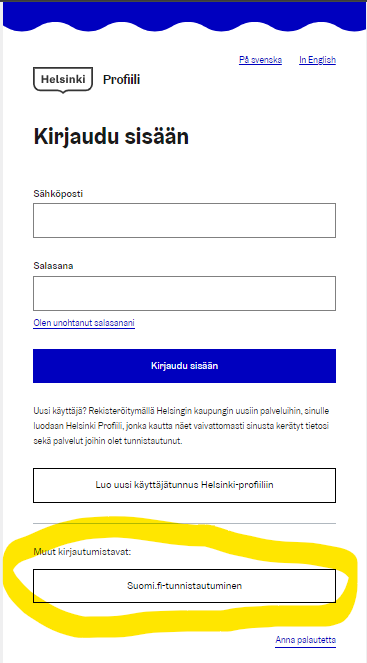 På svenska In English
Helsinki Profiili
Kirjaudu sisään
Sähköposti
Salasana
Olen unohtanut salasanani
Kirjaudu sisään
Uusi käyttäjä? Rekisteröitymällä Helsingin kaupungin uusiin palveluihin, sinulle
luodaan Helsinki Profiili, jonka kautta näet vaivattomasti sinusta kerätyt tietosi
sekä palvelut joihin olet tunnistautunut.
Luo uusi käyttäjätunnus Helsinki-profiiliin
Muut kirjautumistavat:
Suomi.fi-tunnistautuminen
Anna palautetta